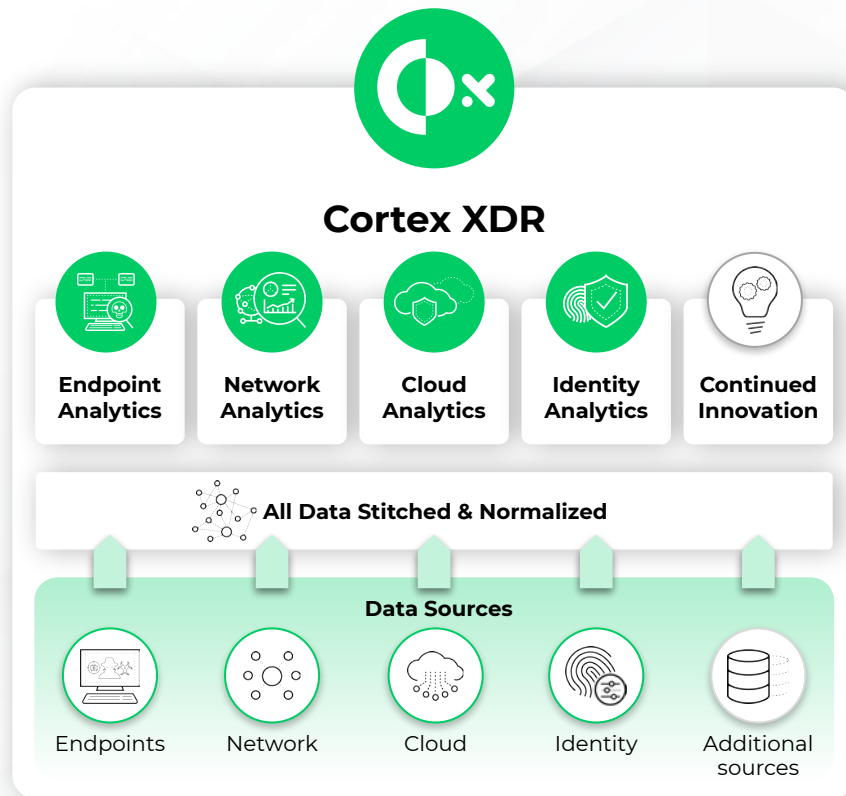 Cortex XDR
Endpoint
Analytics
Network
Analytics
Cloud
Analytics
Identity
Analytics
Continued
Innovation
All Data Stitched & Normalized
Data Sources
Endpoints
Network
Cloud
Identity
Additional
sources